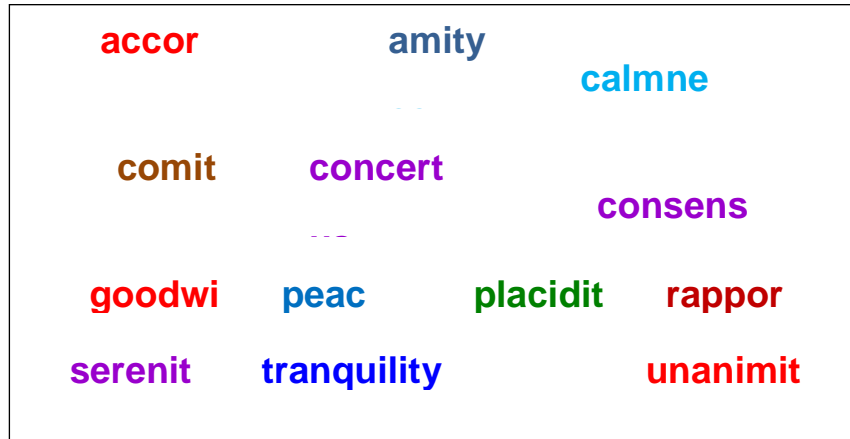 accor amity
calmne
comit concert
consens
goodwi peac placidit rappor
serenit tranquility unanimit